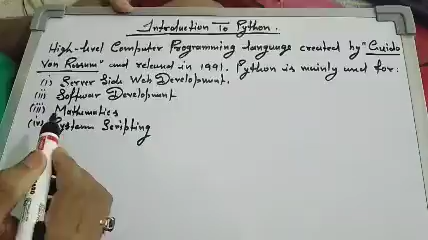 Introduction To Python.
High-level Computer Programming language created by "Guido
Van Rossum" and released in 1991. Python is mainly used for:
(i) Server Side Web Development.
(ii) Software Development
(iii) Mathematics
(iv) System Scripting